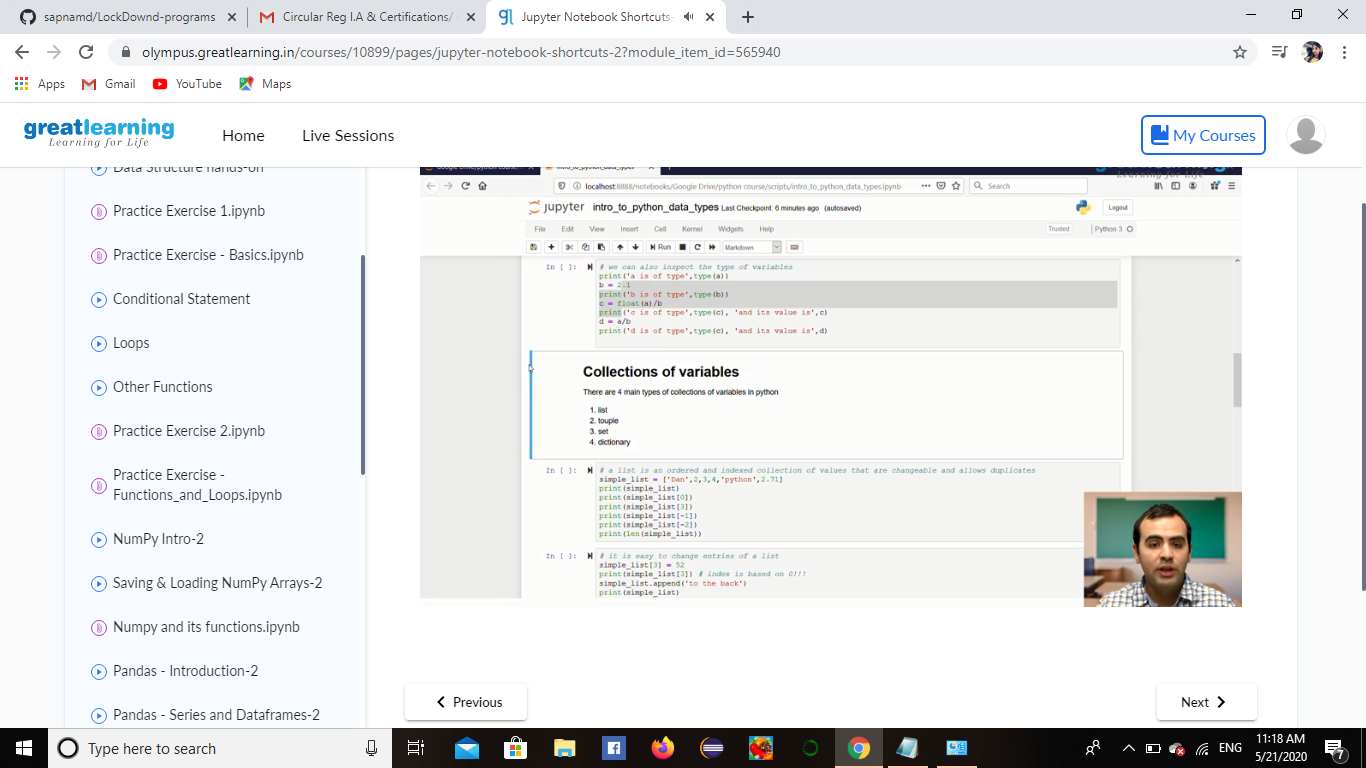 sapnamd/LockDownd-programs
Circular Reg I.A & Certifications/
Jupyter Notebook Shortcuts-
olympus.greatlearning.in/courses/10899/pages/jupyter-notebook-shortcuts-2?module_item_id=565940
Apps Gmail YouTube Maps
greatlearning
Learning for Life
Home Live Sessions My Courses
Data Structure hands-on
Practice Exercise 1.ipynb
Practice Exercise - Basics.ipynb
Conditional Statement
Loops
Other Functions
Practice Exercise 2.ipynb
Practice Exercise -
Functions_and_Loops.ipynb
NumPy Intro-2
Saving & Loading NumPy Arrays-2
Numpy and its functions.ipynb
Pandas - Introduction-2
Pandas - Series and Dataframes-2
localhost:8888/notebooks/Google Drive/python course/scripts/intro_to_python_data_types.ipynb
Search
Learning for Life
jupyter intro_to_python_data_types Last Checkpoint: 6 minutes ago (autosaved)
Logout
File Edit View Insert Cell Kernel Widgets Help
Trusted Python 3
Run Markdown
In [ ]: # we can also inspect the type of variables
print('a is of type',type(a))
b = 2.1
print('b is of type',type(b))
c = float(a)/b
print('c is of type',type(c), 'and its value is',c)
d = a/b
print('d is of type',type(c), 'and its value is',d)
Collections of variables
There are 4 main types of collections of variables in python
1. list
2. touple
3. set
4. dictionary
In [ ]: # a list is an ordered and indexed collection of values that are changeable and allows duplicates
simple_list = ['Dan',2,3,4,'python',2.71]
print(simple_list)
print(simple_list[0])
print(simple_list[3])
print(simple_list[-1])
print(simple_list[-2])
print(len(simple_list))
In [ ]: # it is easy to change entries of a list
simple_list[3] = 52
print(simple_list[3]) # index is based on 0!!!
simple_list.append('to the back')
print(simple_list)
Previous
Next
Type here to search
ENG
11:18 AM
5/21/2020
7